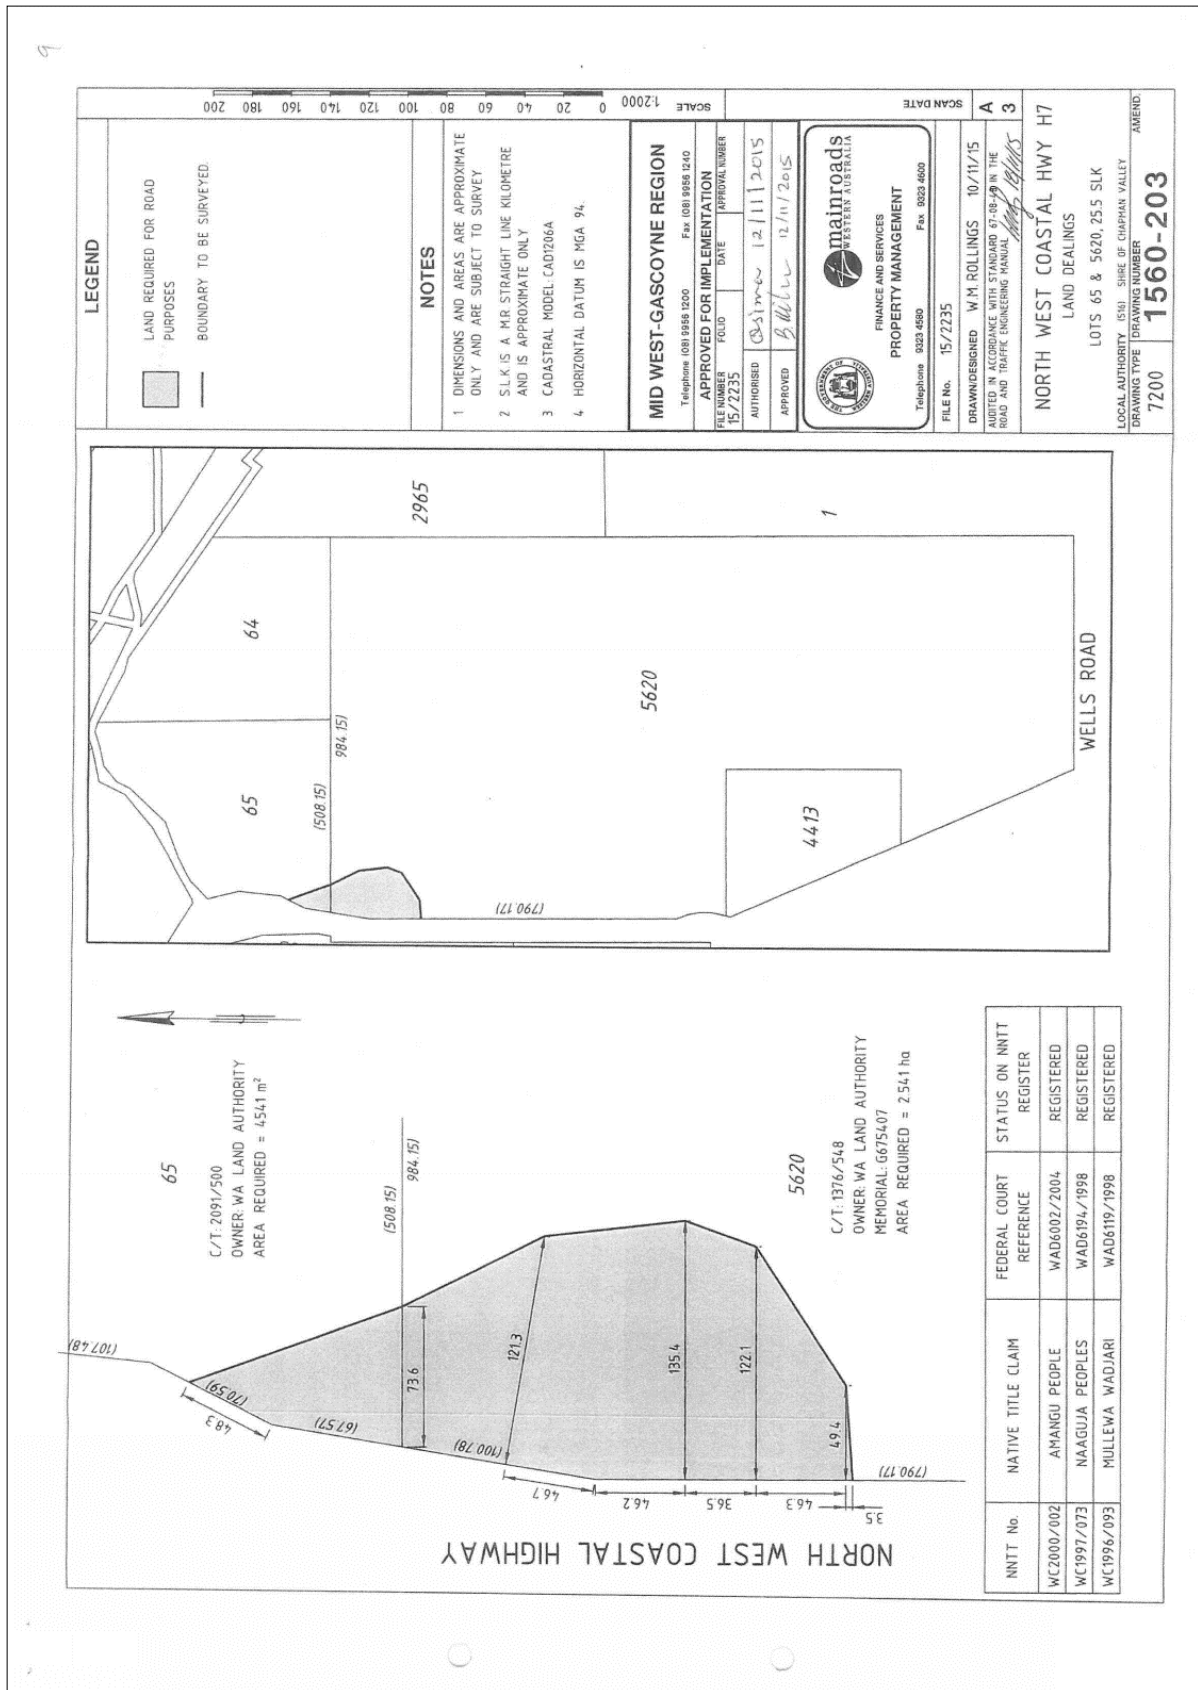 9
NORTH WEST COASTAL HIGHWAY
65
C/T: 2091/500
OWNER: WA LAND AUTHORITY
AREA REQUIRED = 4541 m²
(107.48)
(70.59)
48.3
(67.57)
(508.15)
984.15)
73.6
(100.78)
121.3
46.7
46.2
135.4
36.5
122.1
46.3
49.4
3.5
(790.17)
5620
C/T: 1376/548
OWNER: WA LAND AUTHORITY
MEMORIAL: G675407
AREA REQUIRED = 2.541 ha
NNTT No. NATIVE TITLE CLAIM FEDERAL COURT REFERENCE STATUS ON NNTT REGISTER
WC2000/002 AMANGU PEOPLE WAD6002/2004 REGISTERED
WC1997/073 NAAGUJA PEOPLES WAD6194/1998 REGISTERED
WC1996/093 MULLEWA WADJARI WAD6119/1998 REGISTERED
65
64
2965
(508.15)
984.15)
5620
1
(790.17)
4413
WELLS ROAD
LEGEND
LAND REQUIRED FOR ROAD
PURPOSES
BOUNDARY TO BE SURVEYED.
NOTES
1 DIMENSIONS AND AREAS ARE APPROXIMATE
ONLY AND ARE SUBJECT TO SURVEY
2 S.L.K IS A M.R STRAIGHT LINE KILOMETRE
AND IS APPROXIMATE ONLY
3 CADASTRAL MODEL: CAD1206A
4 HORIZONTAL DATUM IS MGA 94.
200 180 160 140 120 100 80 60 40 20 0 1:2000 SCALE
SCAN DATE
MID WEST-GASCOYNE REGION
Telephone (08) 9956 1200 Fax (08) 9956 1240
APPROVED FOR IMPLEMENTATION
FILE NUMBER FOLIO DATE APPROVAL NUMBER
15/2235
AUTHORISED 12/11/2015
APPROVED 12/11/2015
mainroads
WESTERN AUSTRALIA
FINANCE AND SERVICES
PROPERTY MANAGEMENT
Telephone 9323 4580 Fax 9323 4600
FILE No. 15/2235
DRAWN/DESIGNED W.M. ROLLINGS 10/11/15
A
3
AUDITED IN ACCORDANCE WITH STANDARD 67-08- IN THE
ROAD AND TRAFFIC ENGINEERING MANUAL
NORTH WEST COASTAL HWY H7
LAND DEALINGS
LOTS 65 & 5620, 25.5 SLK
LOCAL AUTHORITY (516) SHIRE OF CHAPMAN VALLEY
DRAWING TYPE DRAWING NUMBER AMEND.
7200 1560-203